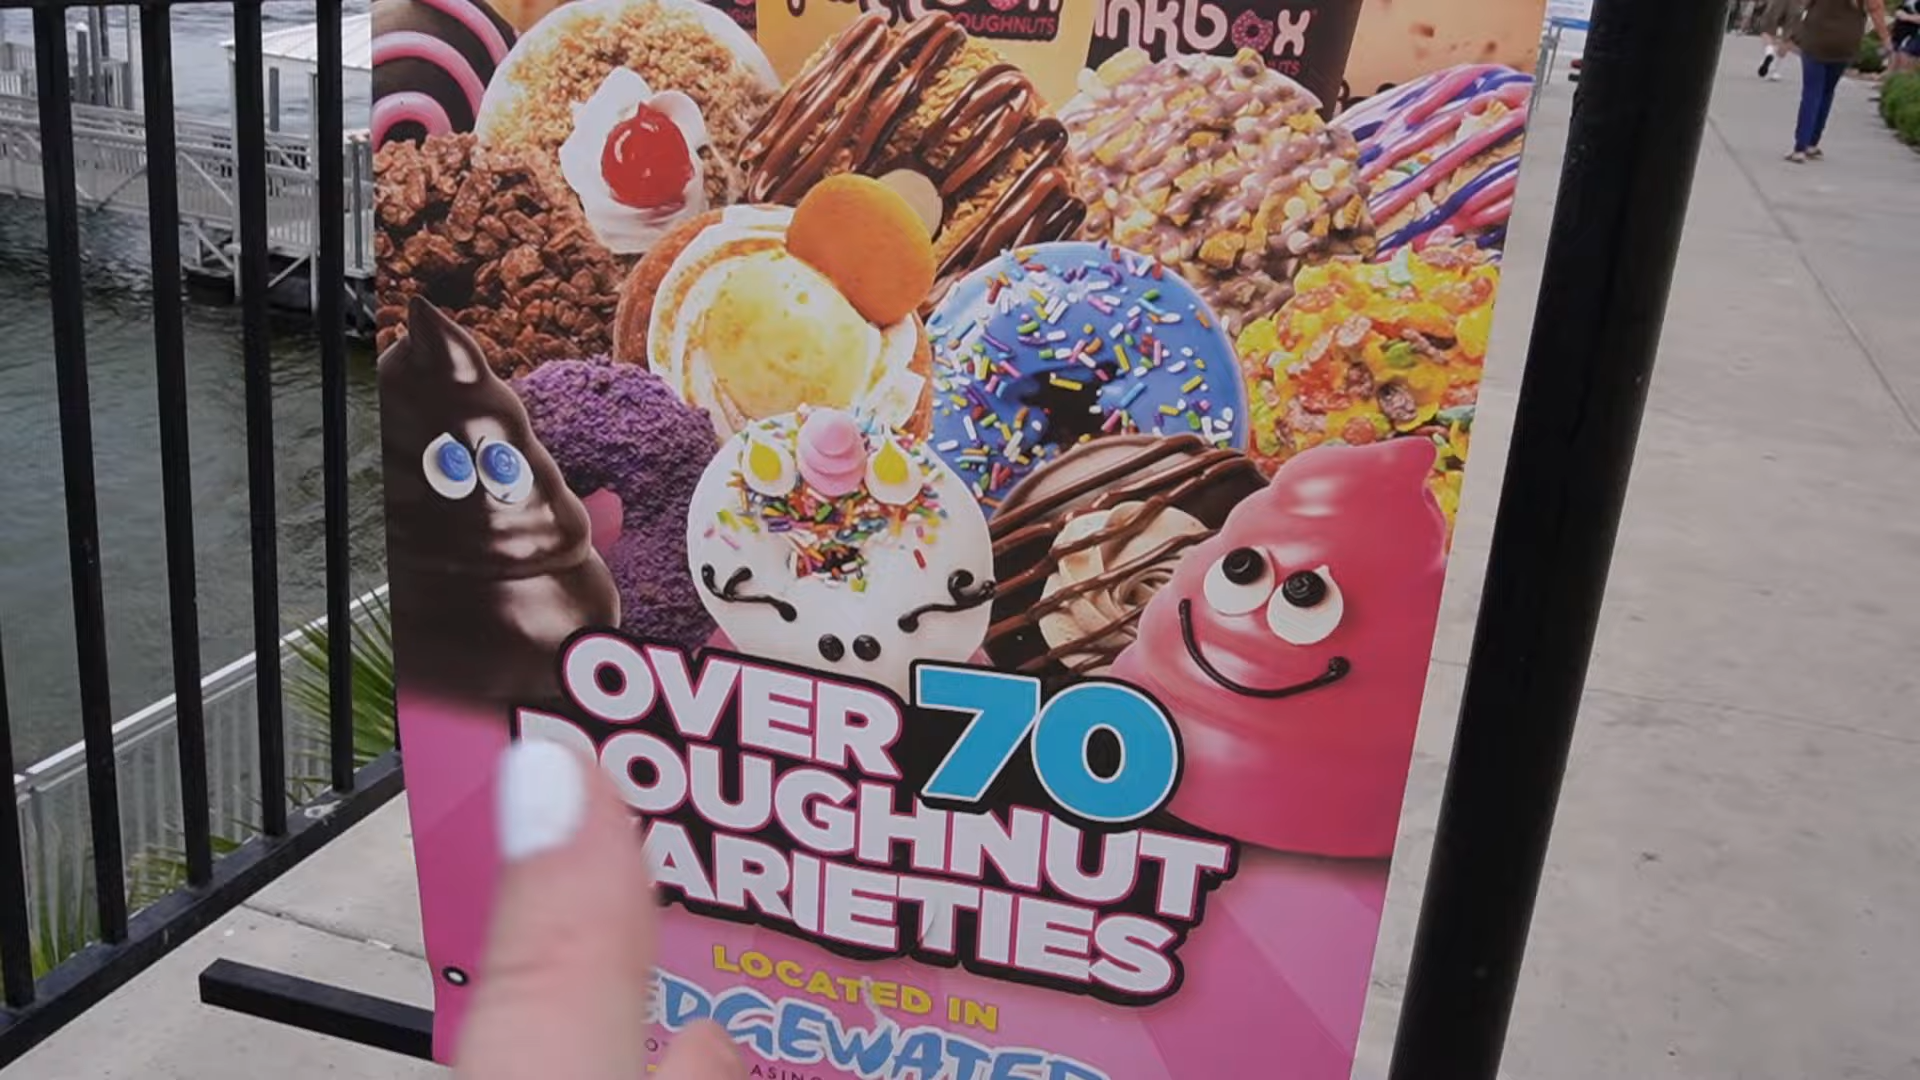 DOUGHNUTS
OVER 70
DOUGHNUT
VARIETIES
LOCATED IN
EDGEWATER